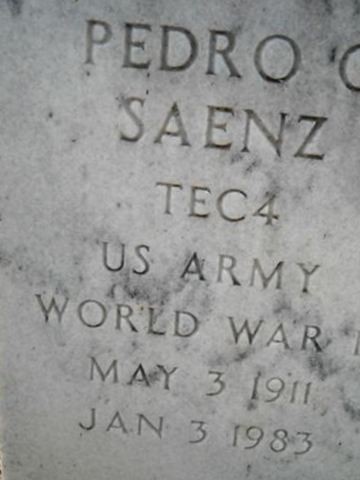 PEDRO
SAENZ
TEC4
US ARMY
WORLD WAR
MAY 3 1911
JAN 3 1983